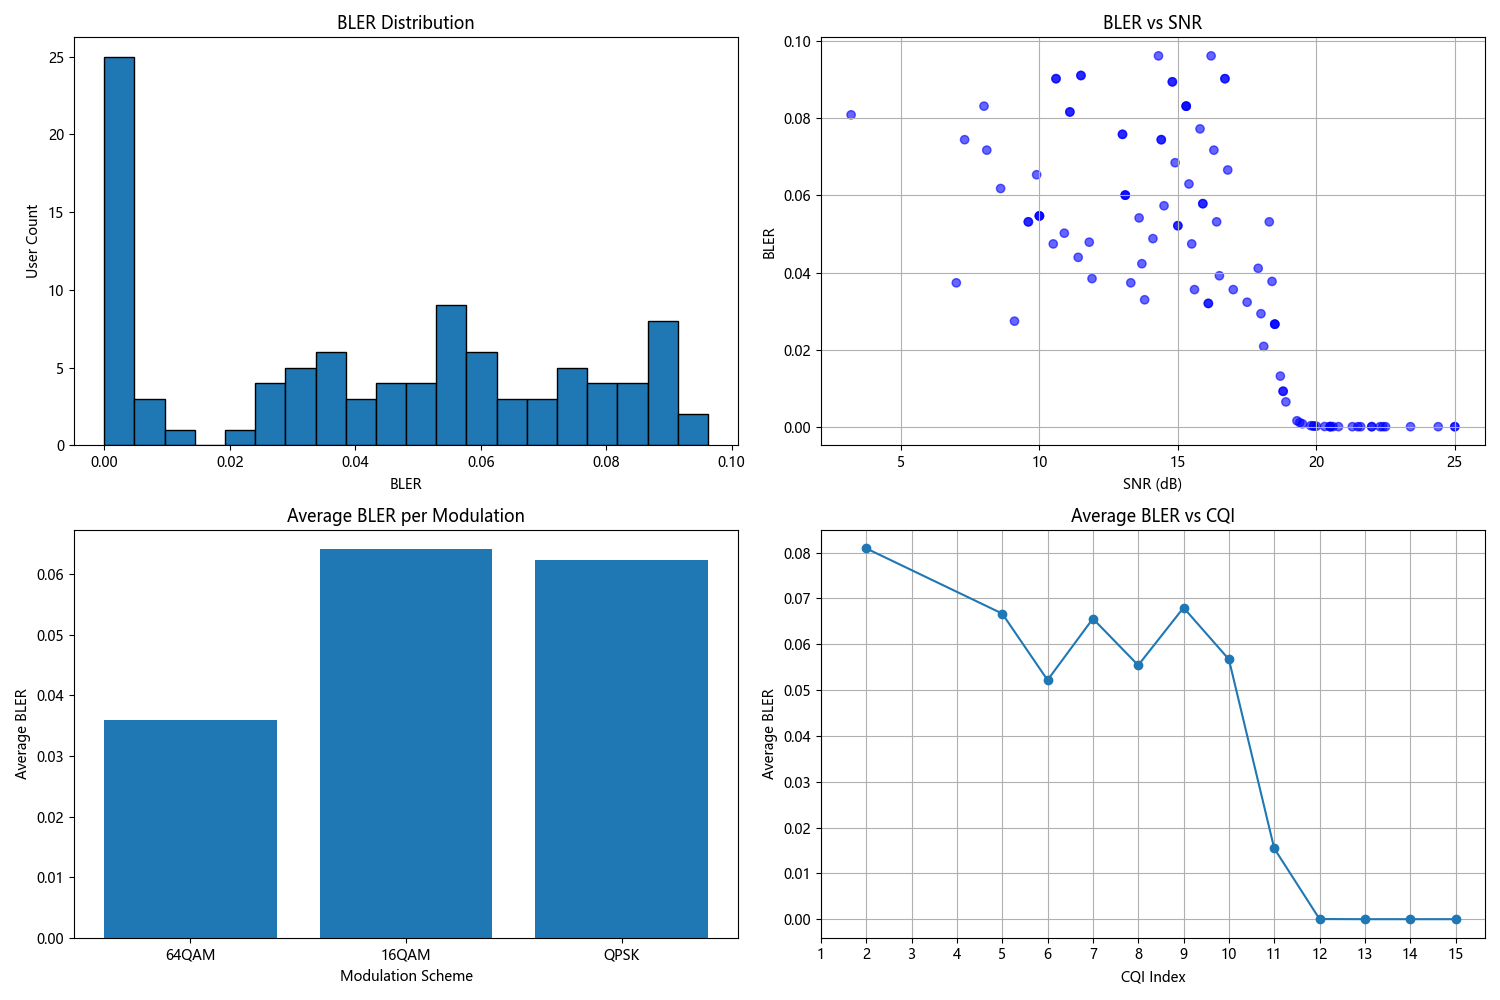 BLER Distribution
25
20
15
10
5
0
User Count
0.00 0.02 0.04 0.06 0.08 0.10
BLER
BLER vs SNR
0.10
0.08
0.06
0.04
0.02
0.00
BLER
5 10 15 20 25
SNR (dB)
Average BLER per Modulation
0.06
0.05
0.04
0.03
0.02
0.01
0.00
Average BLER
64QAM 16QAM QPSK
Modulation Scheme
Average BLER vs CQI
0.08
0.07
0.06
0.05
0.04
0.03
0.02
0.01
0.00
Average BLER
1 2 3 4 5 6 7 8 9 10 11 12 13 14 15
CQI Index